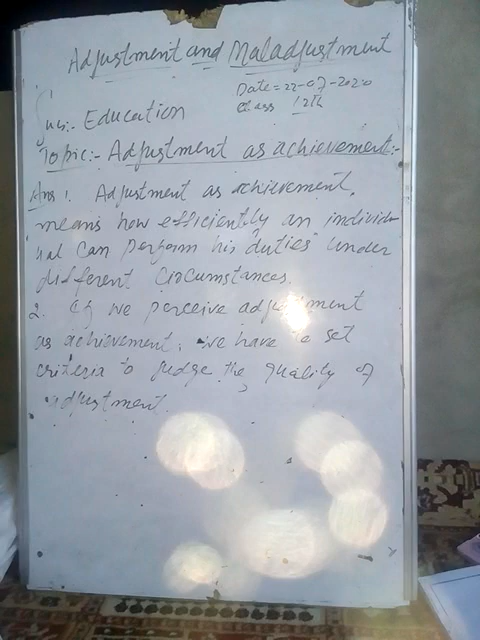 Adjustment and Maladjustment
Date = 22-07-2020
Class 12th
Sub:- Education
Topic:- Adjustment as achievement:-
Ans 1. Adjustment as achievement,
means how efficiently an individ-
ual can perform his duties under
different Circumstances.
2. If we perceive adjustment
as achievement, we have to set
criteria to judge the quality of
adjustment.